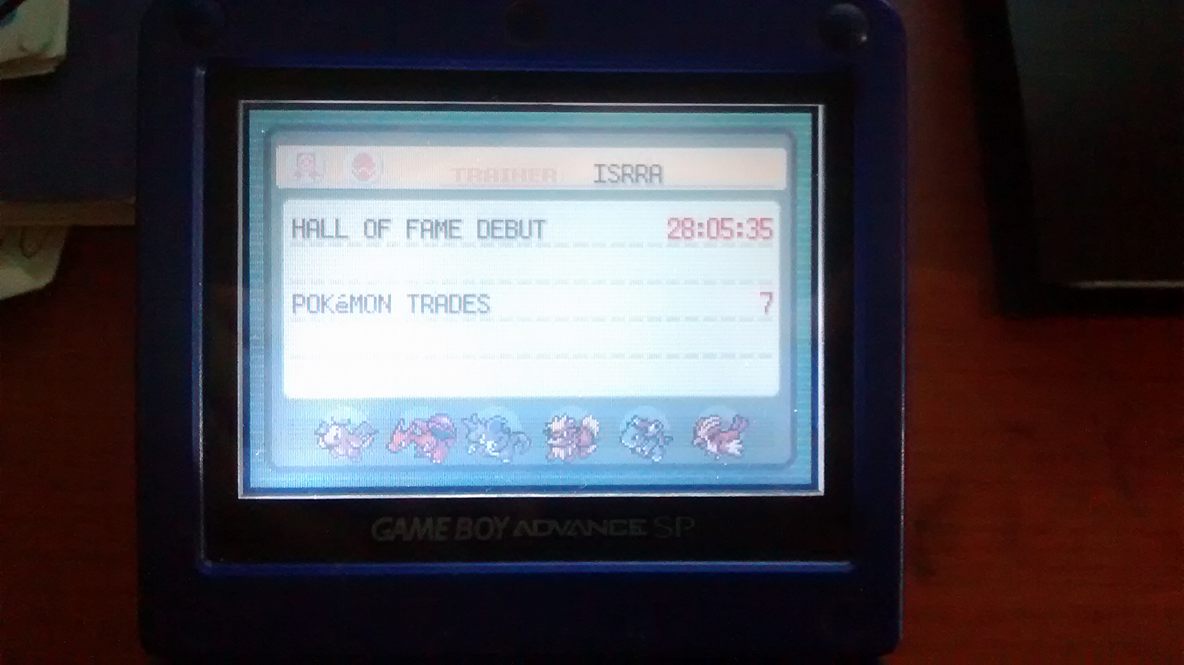 TRAINER ISRRA
HALL OF FAME DEBUT 28:05:35
POKéMON TRADES 7
GAME BOY ADVANCE SP